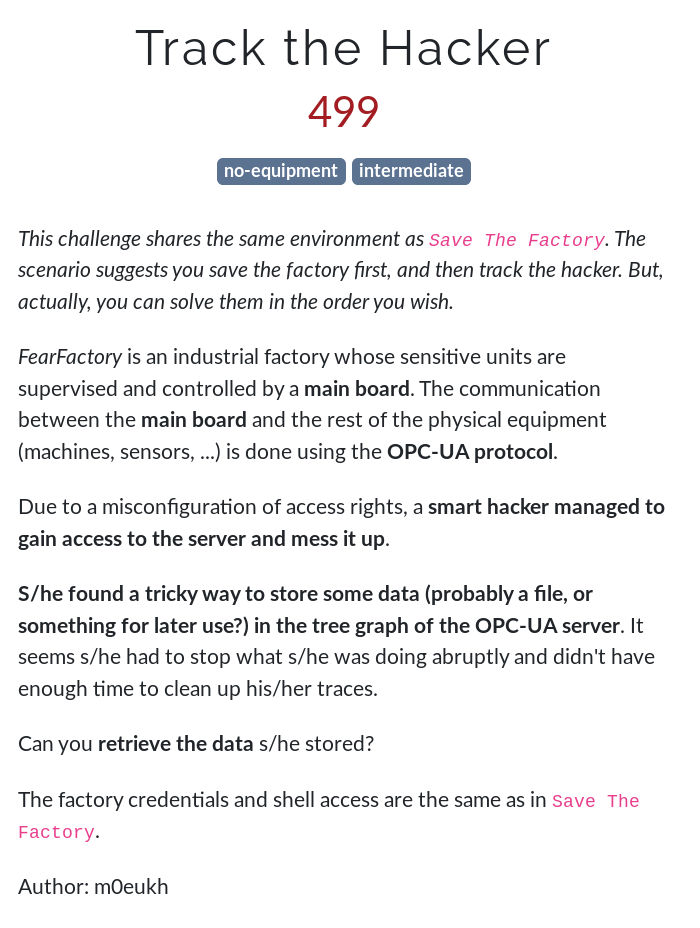 Track the Hacker
499
no-equipment intermediate
This challenge shares the same environment as Save The Factory. The
scenario suggests you save the factory first, and then track the hacker. But,
actually, you can solve them in the order you wish.
FearFactory is an industrial factory whose sensitive units are
supervised and controlled by a main board. The communication
between the main board and the rest of the physical equipment
(machines, sensors, ...) is done using the OPC-UA protocol.
Due to a misconfiguration of access rights, a smart hacker managed to
gain access to the server and mess it up.
S/he found a tricky way to store some data (probably a file, or
something for later use?) in the tree graph of the OPC-UA server. It
seems s/he had to stop what s/he was doing abruptly and didn't have
enough time to clean up his/her traces.
Can you retrieve the data s/he stored?
The factory credentials and shell access are the same as in Save The
Factory.
Author: m0eukh